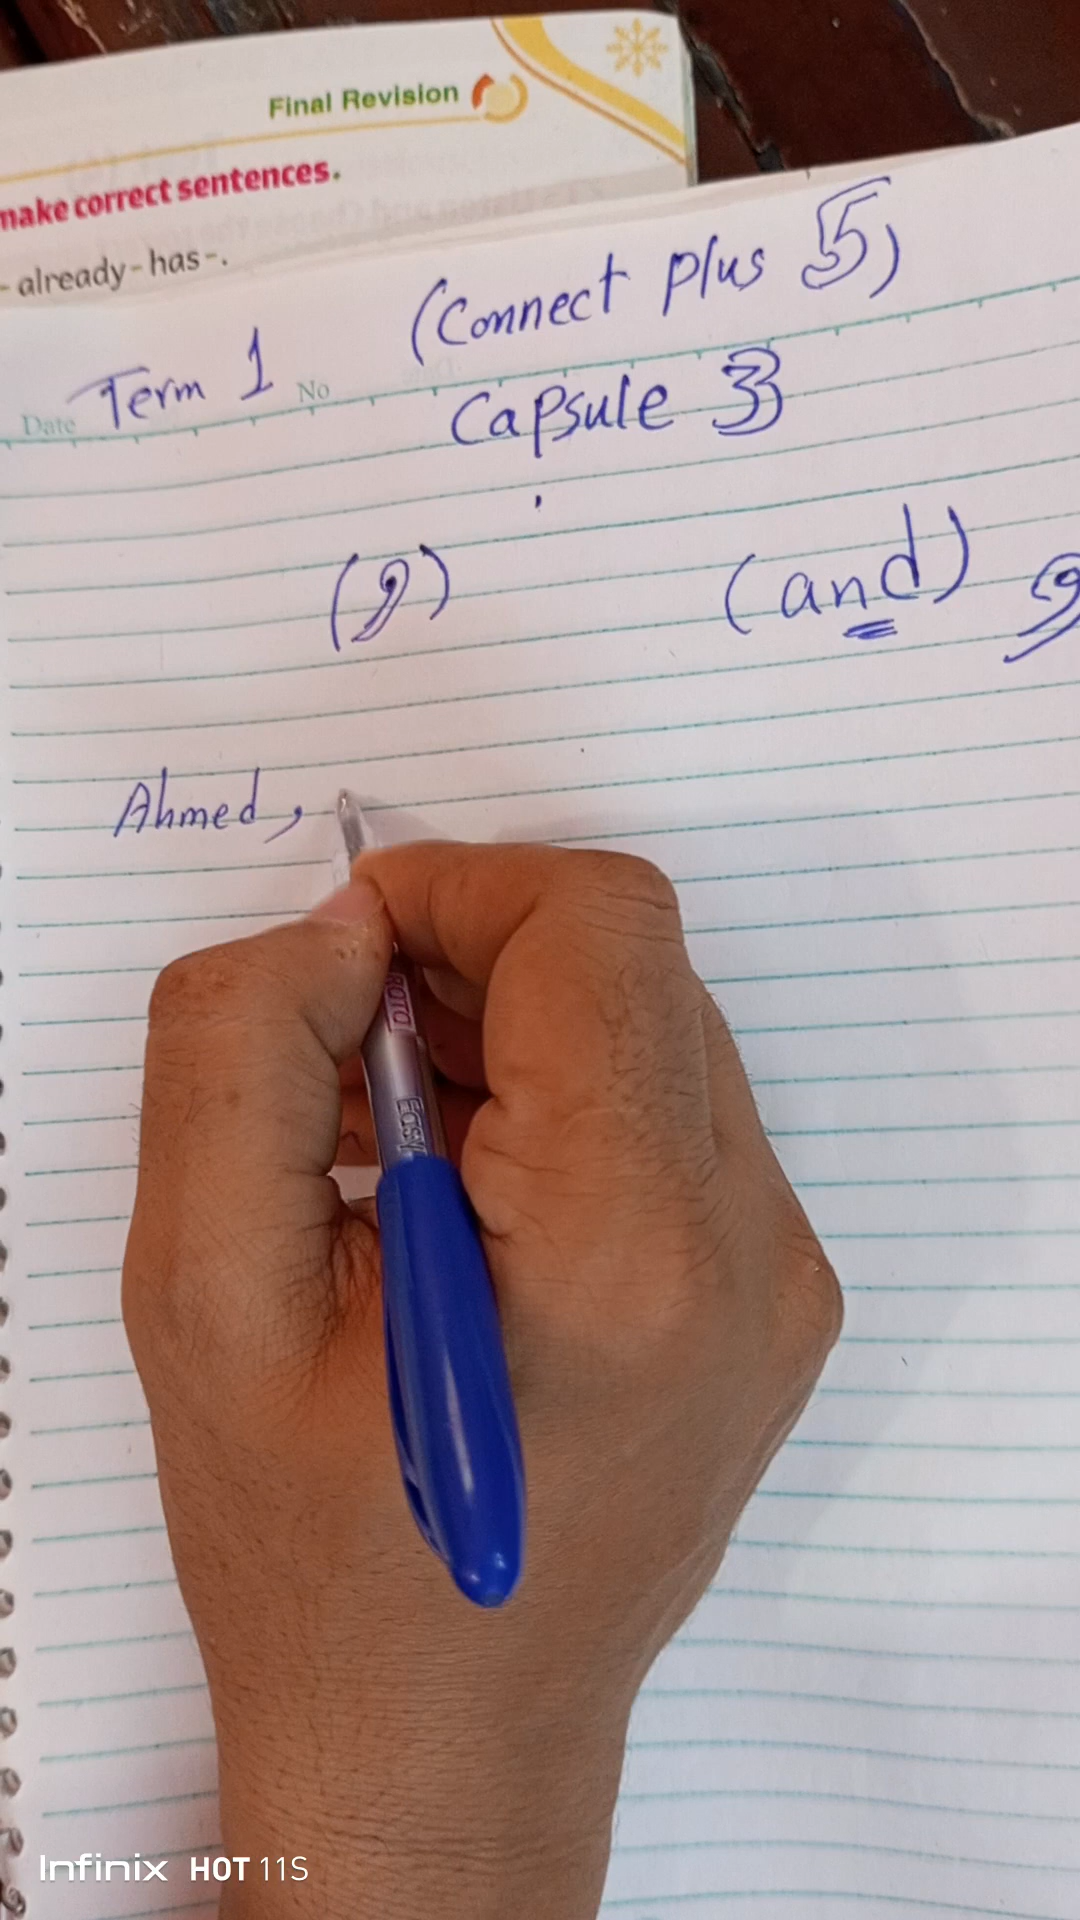 Final Revision
make correct sentences.
- already - has - .
(Connect plus 5)
Term 1
Date
No
Capsule 3
(و) (and) و
Ahmed,
Easy
Infinix HOT 11S